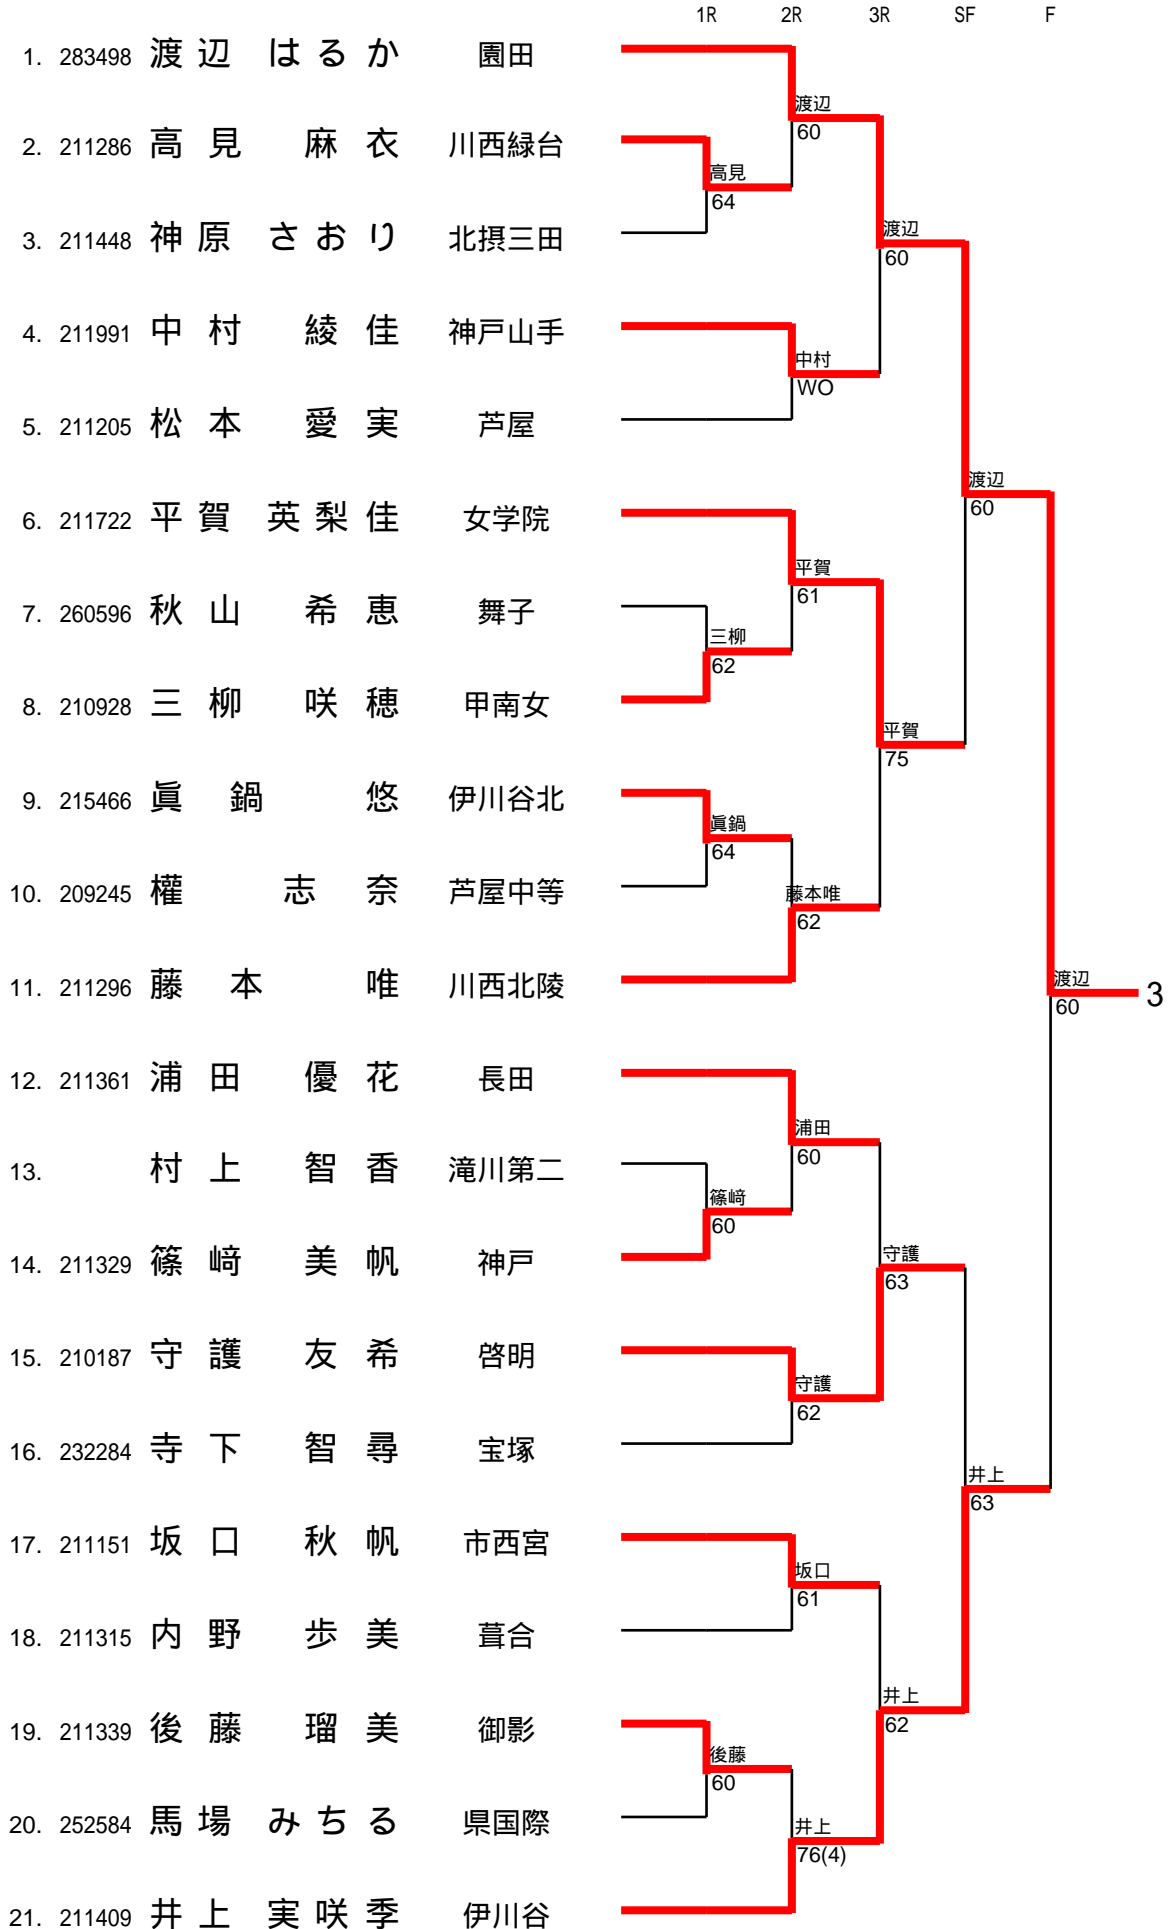 1R 2R 3R SF F
1. 283498 渡辺 はるか 園田
渡辺
60
2. 211286 高見 麻衣 川西緑台
高見
64
3. 211448 神原 さおり 北摂三田
渡辺
60
4. 211991 中村 綾佳 神戸山手
中村
WO
5. 211205 松本 愛実 芦屋
渡辺
60
6. 211722 平賀 英梨佳 女学院
平賀
61
7. 260596 秋山 希恵 舞子
三柳
62
8. 210928 三柳 咲穂 甲南女
平賀
75
9. 215466 眞鍋 悠 伊川谷北
眞鍋
64
10. 209245 権 志奈 芦屋中等
藤本唯
62
11. 211296 藤本 唯 川西北陵
渡辺
60
3
12. 211361 浦田 優花 長田
浦田
60
13. 村上 智香 滝川第二
篠﨑
60
14. 211329 篠﨑 美帆 神戸
守護
63
15. 210187 守護 友希 啓明
守護
62
16. 232284 寺下 智尋 宝塚
井上
63
17. 211151 坂口 秋帆 市西宮
坂口
61
18. 211315 内野 歩美 葺合
井上
62
19. 211339 後藤 瑠美 御影
後藤
60
20. 252584 馬場 みちる 県国際
井上
76(4)
21. 211409 井上 実咲季 伊川谷